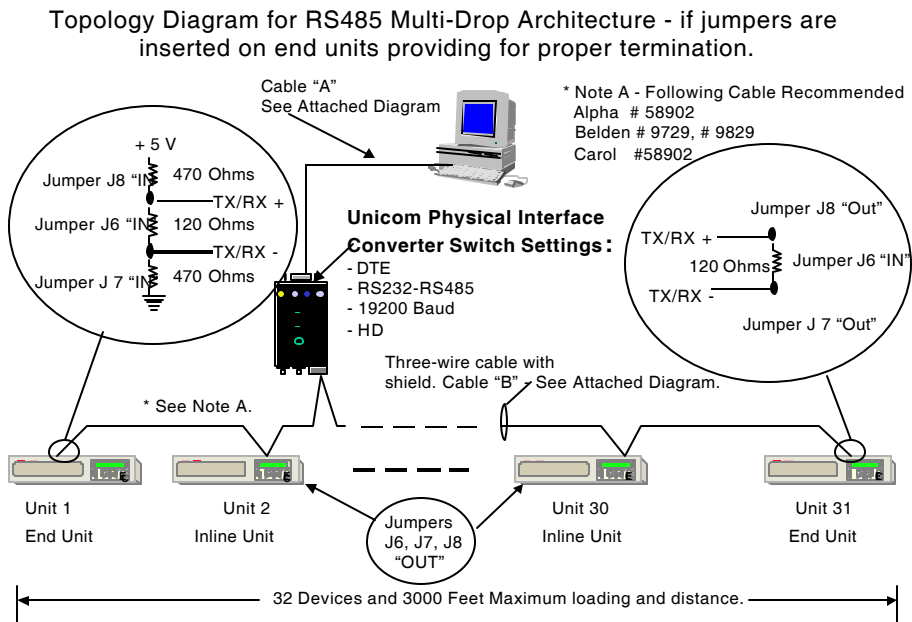 Topology Diagram for RS485 Multi-Drop Architecture - if jumpers are
inserted on end units providing for proper termination.
Cable “A”
See Attached Diagram
* Note A - Following Cable Recommended
Alpha # 58902
Belden # 9729, # 9829
Carol #58902
+ 5 V
Jumper J8 “IN”
470 Ohms
TX/RX +
Jumper J6 “IN”
120 Ohms
TX/RX -
Jumper J 7 “IN”
470 Ohms
Unicom Physical Interface
Converter Switch Settings:
- DTE
- RS232-RS485
- 19200 Baud
- HD
Jumper J8 “Out”
TX/RX +
120 Ohms
Jumper J6 “IN”
TX/RX -
Jumper J 7 “Out”
Three-wire cable with
shield. Cable “B” - See Attached Diagram.
* See Note A.
Unit 1
End Unit
Unit 2
Inline Unit
Jumpers
J6, J7, J8
“OUT”
Unit 30
Inline Unit
Unit 31
End Unit
32 Devices and 3000 Feet Maximum loading and distance.